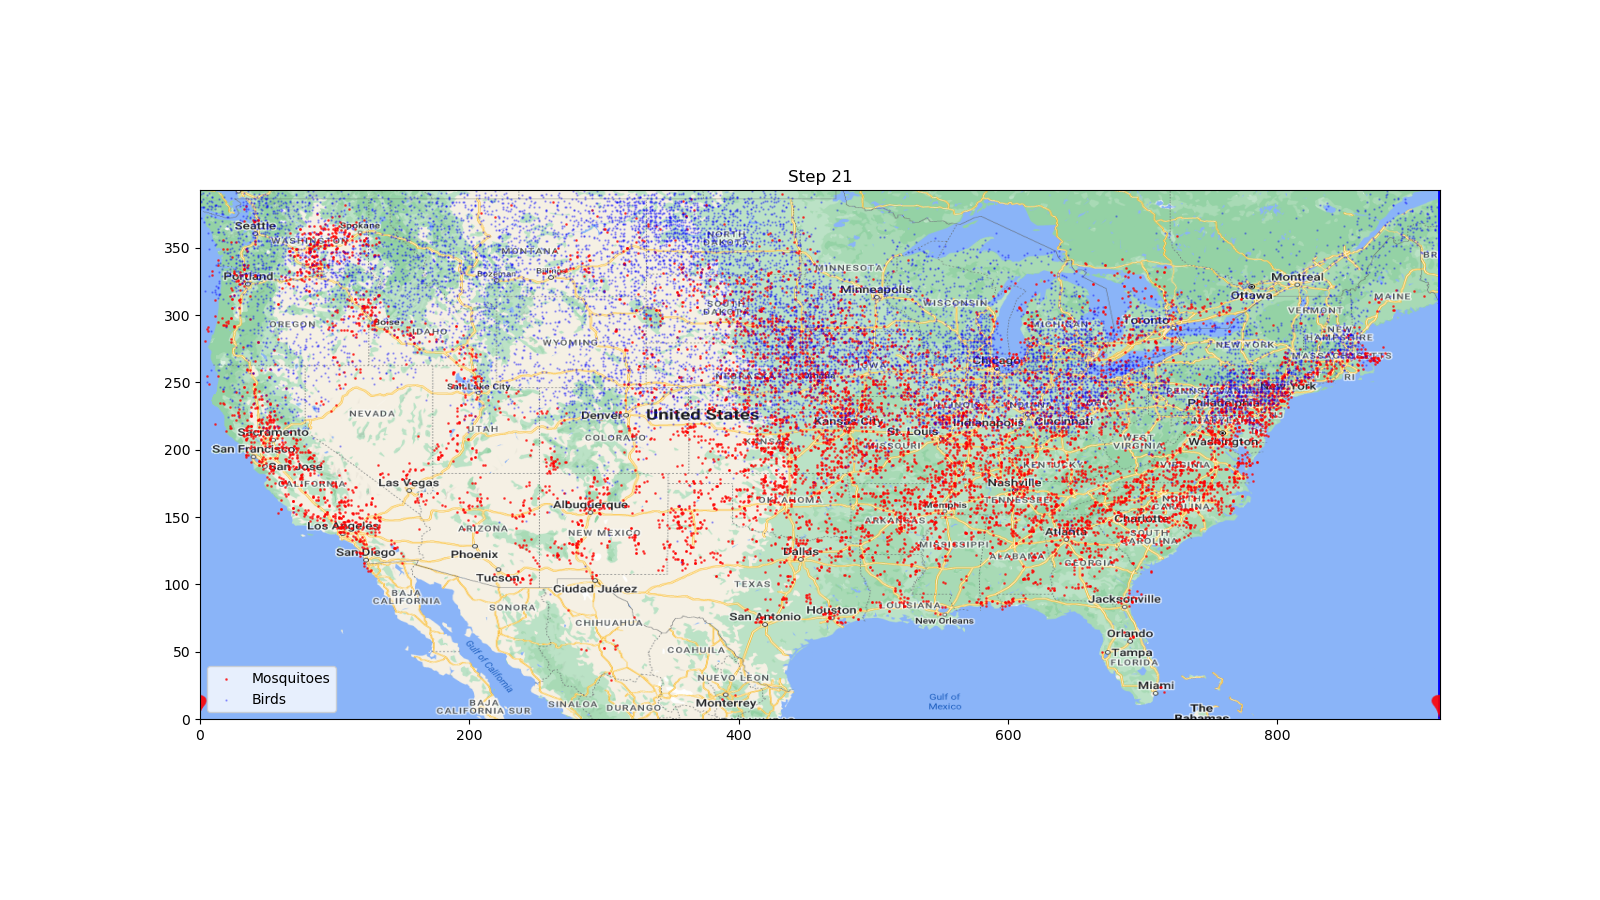 Step 21
350
300
250
200
150
100
50
0
0
200
400
600
800
Mosquitoes
Birds
Seattle
Spokane
WASHINGTON
Portland
MONTANA
Bozeman
Billings
NORTH
DAKOTA
MINNESOTA
Minneapolis
WISCONSIN
Montreal
Ottawa
MAINE
BR
VERMONT
OREGON
Boise
IDAHO
SOUTH
DAKOTA
MICHIGAN
Toronto
NEW
HAMPSHIRE
WYOMING
NEW YORK
MASSACHUSETTS
Chicago
IOWA
NEBRASKA
Omaha
RI
Salt Lake City
PENNSYLVANIA
New York
Philadelphia
NEVADA
Denver
United States
ILLINOIS
INDIANA
OHIO
MARYLAND
UTAH
COLORADO
Kansas City
St. Louis
Indianapolis
Cincinnati
Sacramento
San Francisco
KANSAS
MISSOURI
WEST
VIRGINIA
Washington
San Jose
CALIFORNIA
Las Vegas
KENTUCKY
VIRGINIA
Nashville
Albuquerque
OKLAHOMA
Memphis
TENNESSEE
NORTH
CAROLINA
Los Angeles
ARIZONA
NEW MEXICO
ARKANSAS
Charlotte
Atlanta
SOUTH
CAROLINA
San Diego
Phoenix
Dallas
MISSISSIPPI
ALABAMA
GEORGIA
Tucson
Ciudad Juárez
TEXAS
BAJA
CALIFORNIA
SONORA
CHIHUAHUA
San Antonio
Houston
LOUISIANA
New Orleans
Jacksonville
Orlando
Tampa
FLORIDA
COAHUILA
Gulf of California
NUEVO LEON
Miami
BAJA
CALIFORNIA SUR
SINALOA
DURANGO
Monterrey
Gulf of
Mexico
The
Bahamas